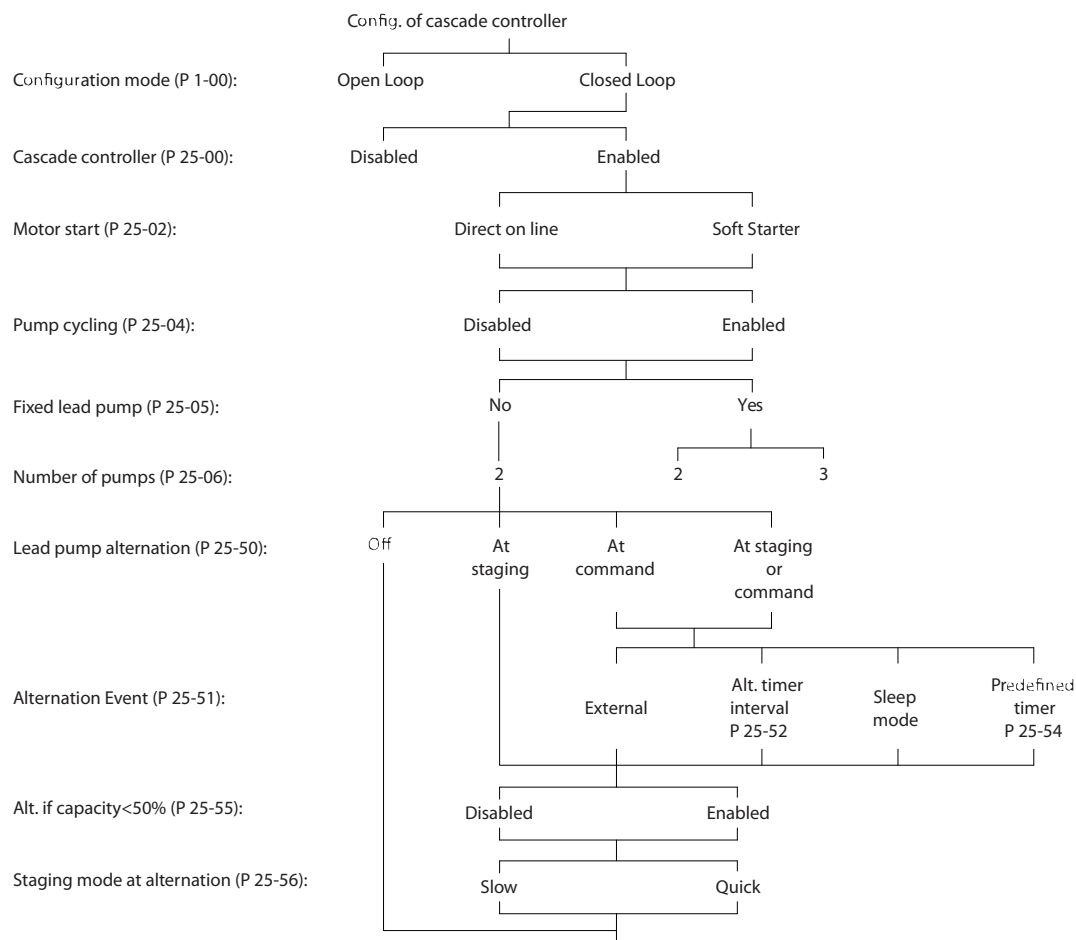 Config. of cascade controller
Configuration mode (P 1-00): Open Loop Closed Loop
Cascade controller (P 25-00): Disabled Enabled
Motor start (P 25-02): Direct on line Soft Starter
Pump cycling (P 25-04): Disabled Enabled
Fixed lead pump (P 25-05): No Yes
Number of pumps (P 25-06): 2 2 3
Lead pump alternation (P 25-50): Off At At At staging
staging command or
command
Alternation Event (P 25-51): External Alt. timer Sleep Predefined
interval mode timer
P 25-52 P 25-54
Alt. if capacity<50% (P 25-55): Disabled Enabled
Staging mode at alternation (P 25-56): Slow Quick